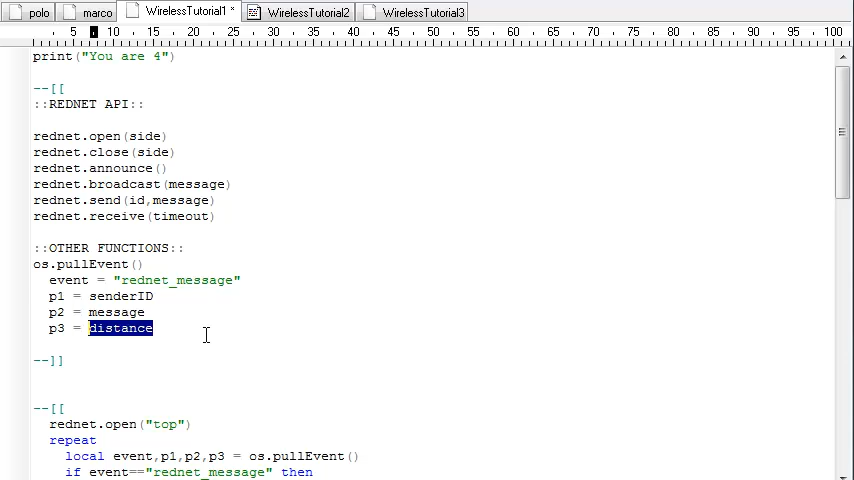 polo marco WirelessTutorial1 * WirelessTutorial2 WirelessTutorial3
5 10 15 20 25 30 35 40 45 50 55 60 65 70 75 80 85 90 95 100
print("You are 4")
--[[
::REDNET API::
rednet.open(side)
rednet.close(side)
rednet.announce()
rednet.broadcast(message)
rednet.send(id,message)
rednet.receive(timeout)
::OTHER FUNCTIONS::
os.pullEvent()
event = "rednet_message"
p1 = senderID
p2 = message
p3 = distance
--]]
--[[
rednet.open("top")
repeat
local event,p1,p2,p3 = os.pullEvent()
if event=="rednet_message" then